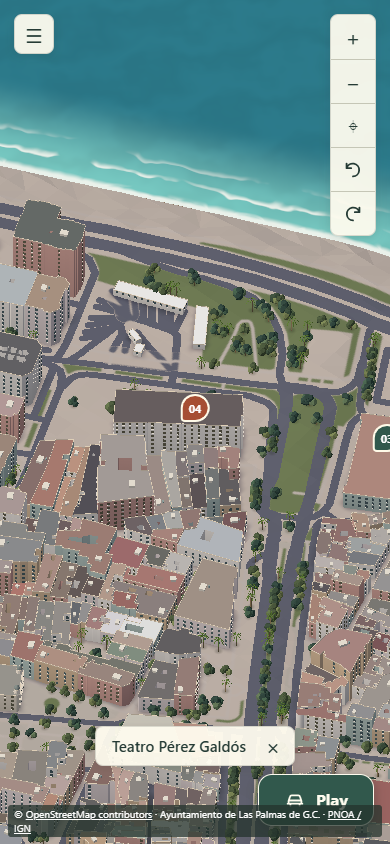 04
03
Teatro Pérez Galdós ×
Play
© OpenStreetMap contributors · Ayuntamiento de Las Palmas de G.C. · PNOA /
IGN